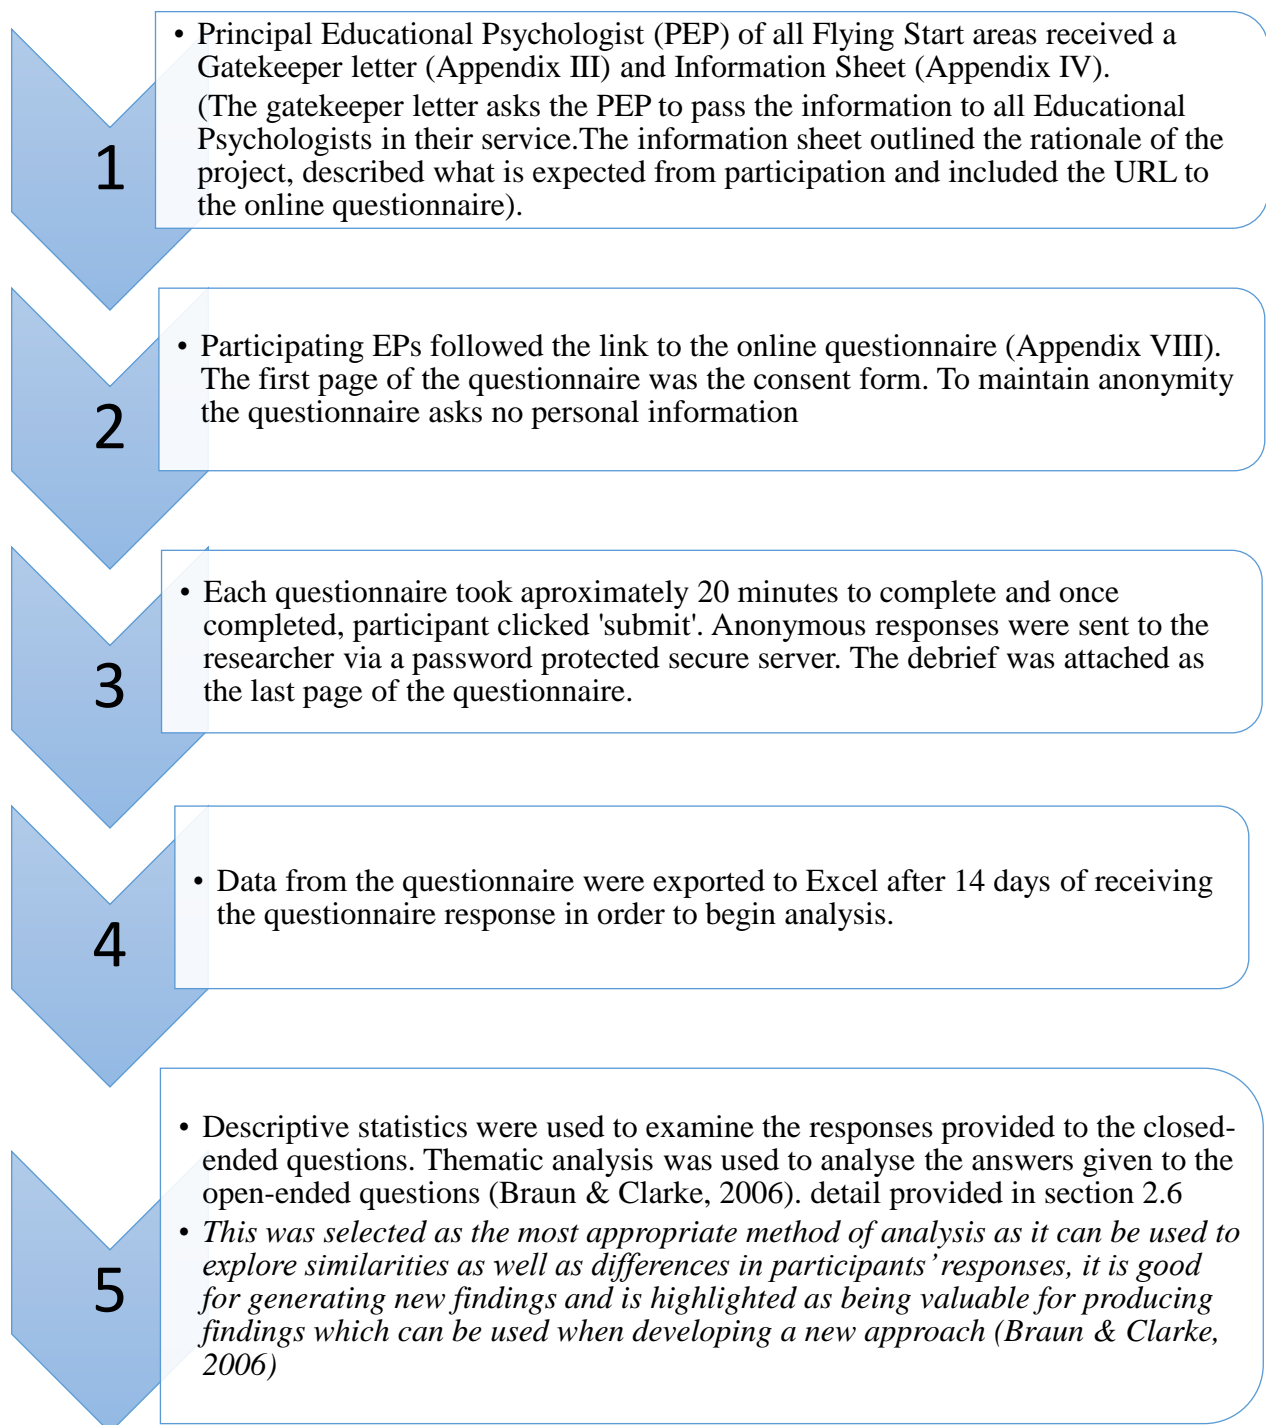 1
• Principal Educational Psychologist (PEP) of all Flying Start areas received a
Gatekeeper letter (Appendix III) and Information Sheet (Appendix IV).
(The gatekeeper letter asks the PEP to pass the information to all Educational
Psychologists in their service.The information sheet outlined the rationale of the
project, described what is expected from participation and included the URL to
the online questionnaire).
2
• Participating EPs followed the link to the online questionnaire (Appendix VIII).
The first page of the questionnaire was the consent form. To maintain anonymity
the questionnaire asks no personal information
3
• Each questionnaire took aproximately 20 minutes to complete and once
completed, participant clicked 'submit'. Anonymous responses were sent to the
researcher via a password protected secure server. The debrief was attached as
the last page of the questionnaire.
4
• Data from the questionnaire were exported to Excel after 14 days of receiving
the questionnaire response in order to begin analysis.
5
• Descriptive statistics were used to examine the responses provided to the closed-
ended questions. Thematic analysis was used to analyse the answers given to the
open-ended questions (Braun & Clarke, 2006). detail provided in section 2.6
• This was selected as the most appropriate method of analysis as it can be used to
explore similarities as well as differences in participants’ responses, it is good
for generating new findings and is highlighted as being valuable for producing
findings which can be used when developing a new approach (Braun & Clarke,
2006)